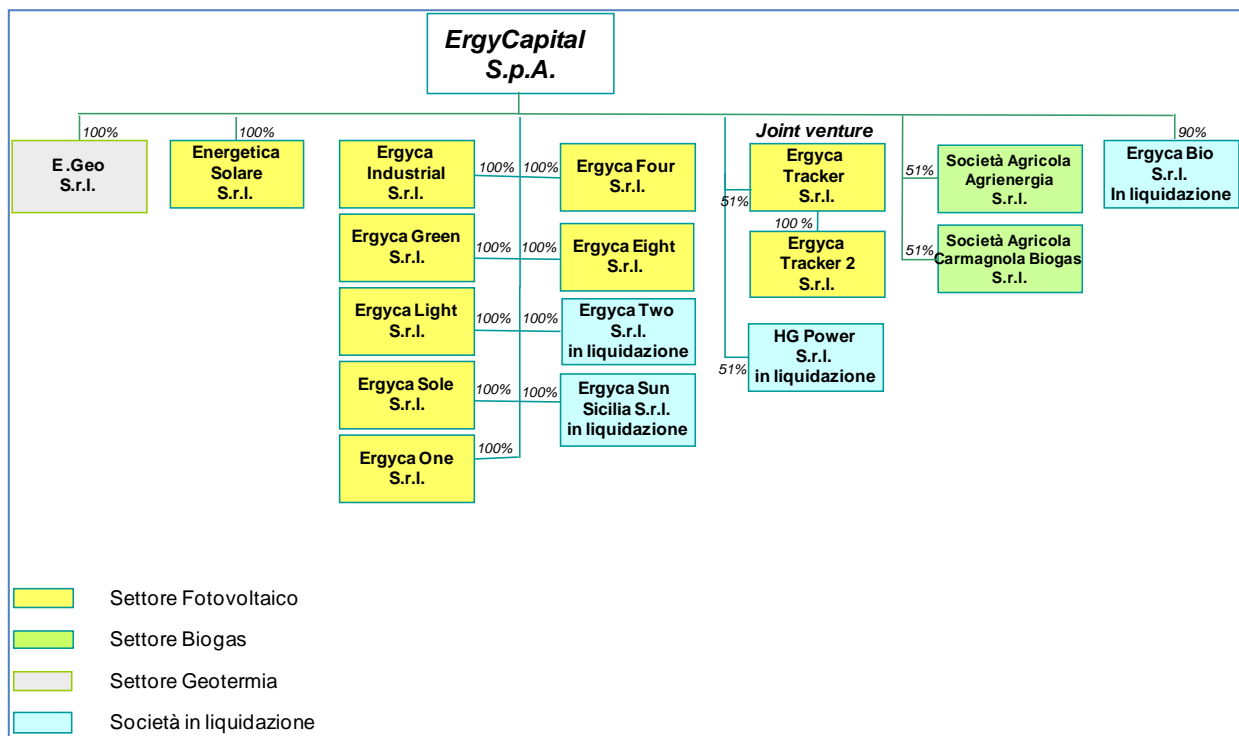 ErgyCapital
S.p.A.
100%
E.Geo
S.r.l.
100%
Energetica
Solare
S.r.l.
Ergyca
Industrial
S.r.l.
100%
100%
Ergyca Four
S.r.l.
Ergyca Green
S.r.l.
100%
100%
Ergyca Eight
S.r.l.
Ergyca Light
S.r.l.
100%
100%
Ergyca Two
S.r.l.
in liquidazione
Ergyca Sole
S.r.l.
100%
100%
Ergyca Sun
Sicilia S.r.l.
in liquidazione
Ergyca One
S.r.l.
100%
Joint venture
Ergyca
Tracker
S.r.l.
51%
100 %
Ergyca
Tracker 2
S.r.l.
HG Power
S.r.l.
in liquidazione
51%
51%
Società Agricola
Agrienergia
S.r.l.
51%
Società Agricola
Carmagnola Biogas
S.r.l.
90%
Ergyca Bio
S.r.l.
In liquidazione
Settore Fotovoltaico
Settore Biogas
Settore Geotermia
Società in liquidazione